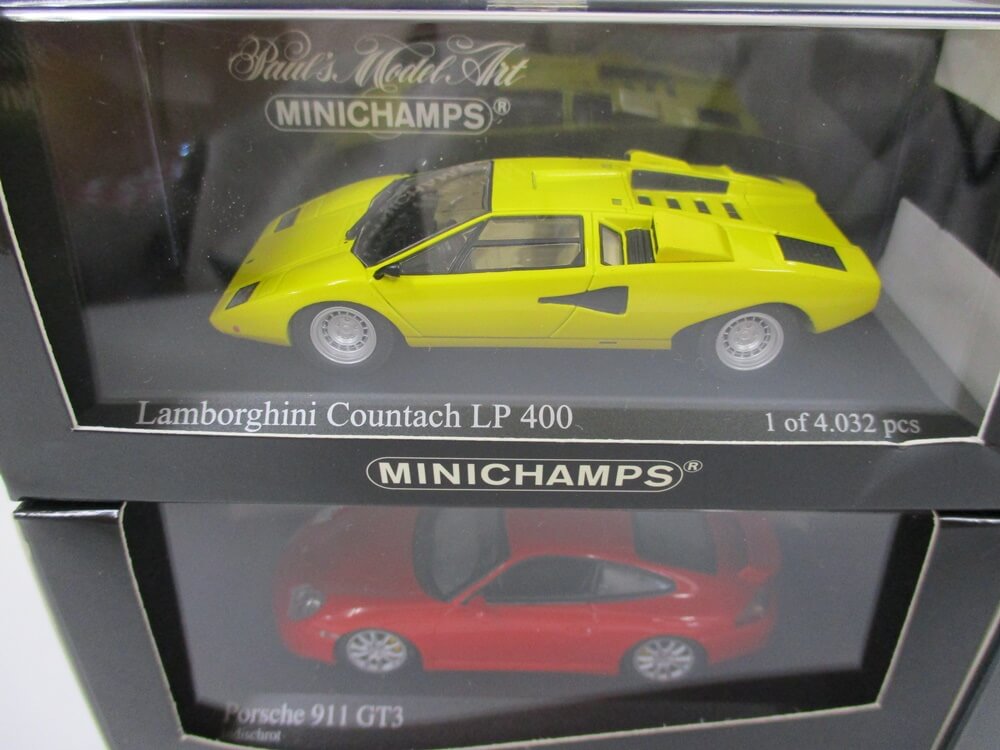 Paul's Model Art
MINICHAMPS®
Lamborghini Countach LP 400
1 of 4.032 pcs
MINICHAMPS®
Porsche 911 GT3